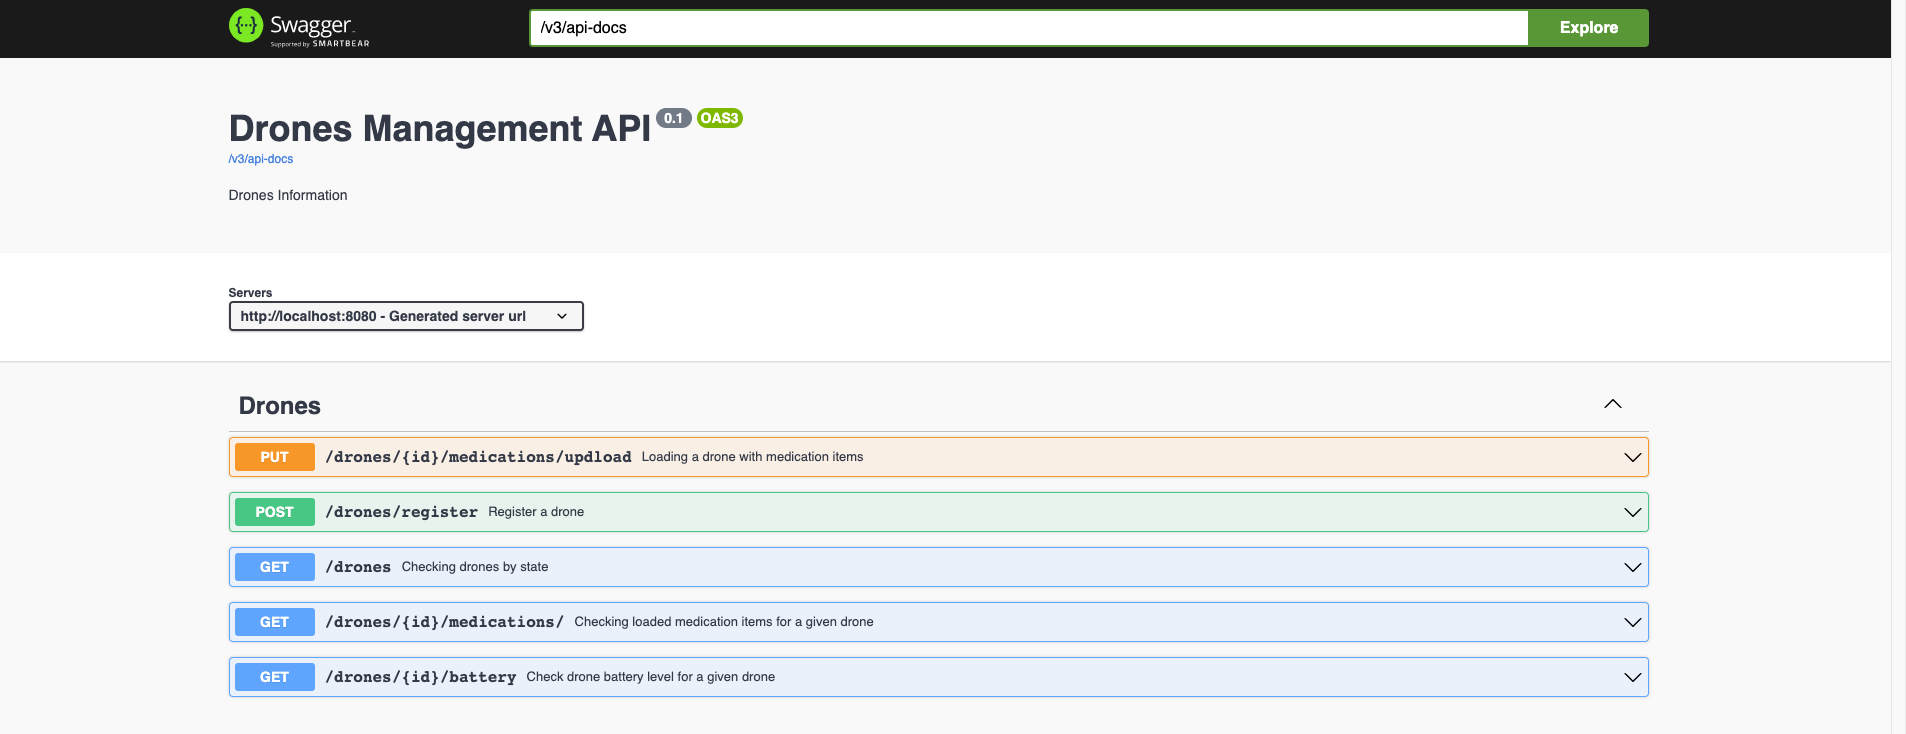 Swagger
Supported by SMARTBEAR
/v3/api-docs
Explore
Drones Management API 0.1 OAS3
/v3/api-docs
Drones Information
Servers
http://localhost:8080 - Generated server url
Drones
PUT /drones/{id}/medications/updload Loading a drone with medication items
POST /drones/register Register a drone
GET /drones Checking drones by state
GET /drones/{id}/medications/ Checking loaded medication items for a given drone
GET /drones/{id}/battery Check drone battery level for a given drone